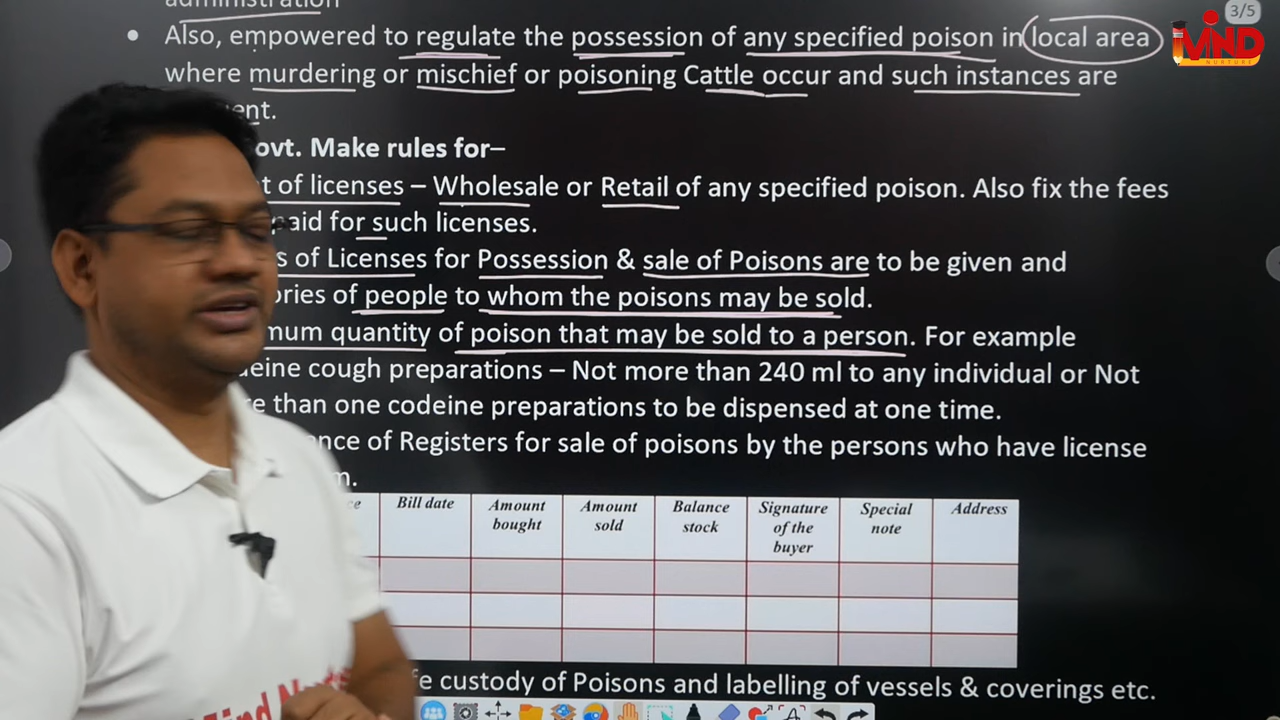 administration
Also, empowered to regulate the possession of any specified poison in local area
3/5
MIND
NURTURE
where murdering or mischief or poisoning Cattle occur and such instances are
ent.
ovt. Make rules for–
t of licenses – Wholesale or Retail of any specified poison. Also fix the fees
aid for such licenses.
s of Licenses for Possession & sale of Poisons are to be given and
ories of people to whom the poisons may be sold.
mum quantity of poison that may be sold to a person. For example
deine cough preparations – Not more than 240 ml to any individual or Not
re than one codeine preparations to be dispensed at one time.
nce of Registers for sale of poisons by the persons who have license
m.
ce Bill date Amount bought Amount sold Balance stock Signature of the buyer Special note Address
fe custody of Poisons and labelling of vessels & coverings etc.
Mind Nu